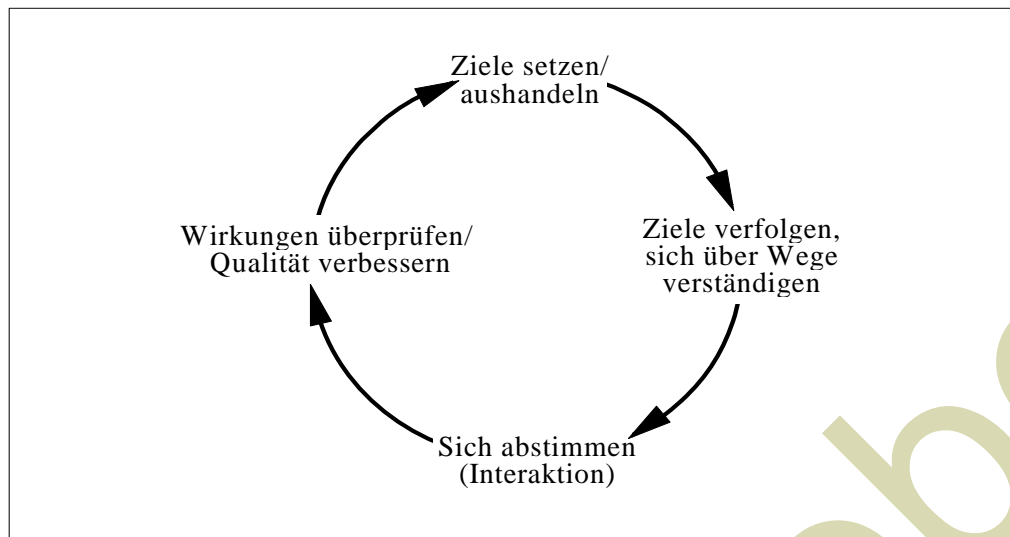 Ziele setzen/
aushandeln
Ziele verfolgen,
sich über Wege
verständigen
Sich abstimmen
(Interaktion)
Wirkungen überprüfen/
Qualität verbessern